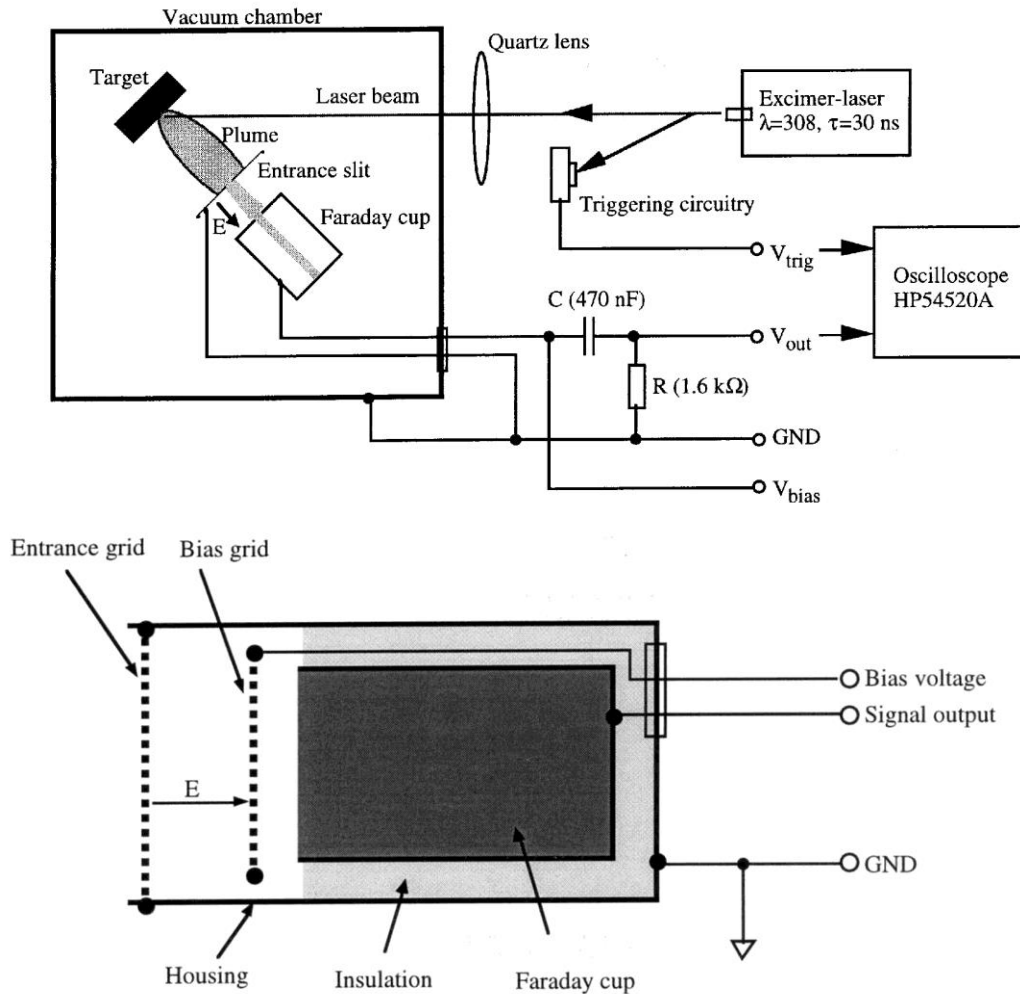 Vacuum chamber
Quartz lens
Target
Laser beam
Excimer-laser
λ=308, τ=30 ns
Plume
Entrance slit
Triggering circuitry
Faraday cup
E
V_trig
Oscilloscope
HP54520A
C (470 nF)
V_out
R (1.6 kΩ)
GND
V_bias
Entrance grid
Bias grid
Bias voltage
Signal output
E
GND
Housing
Insulation
Faraday cup